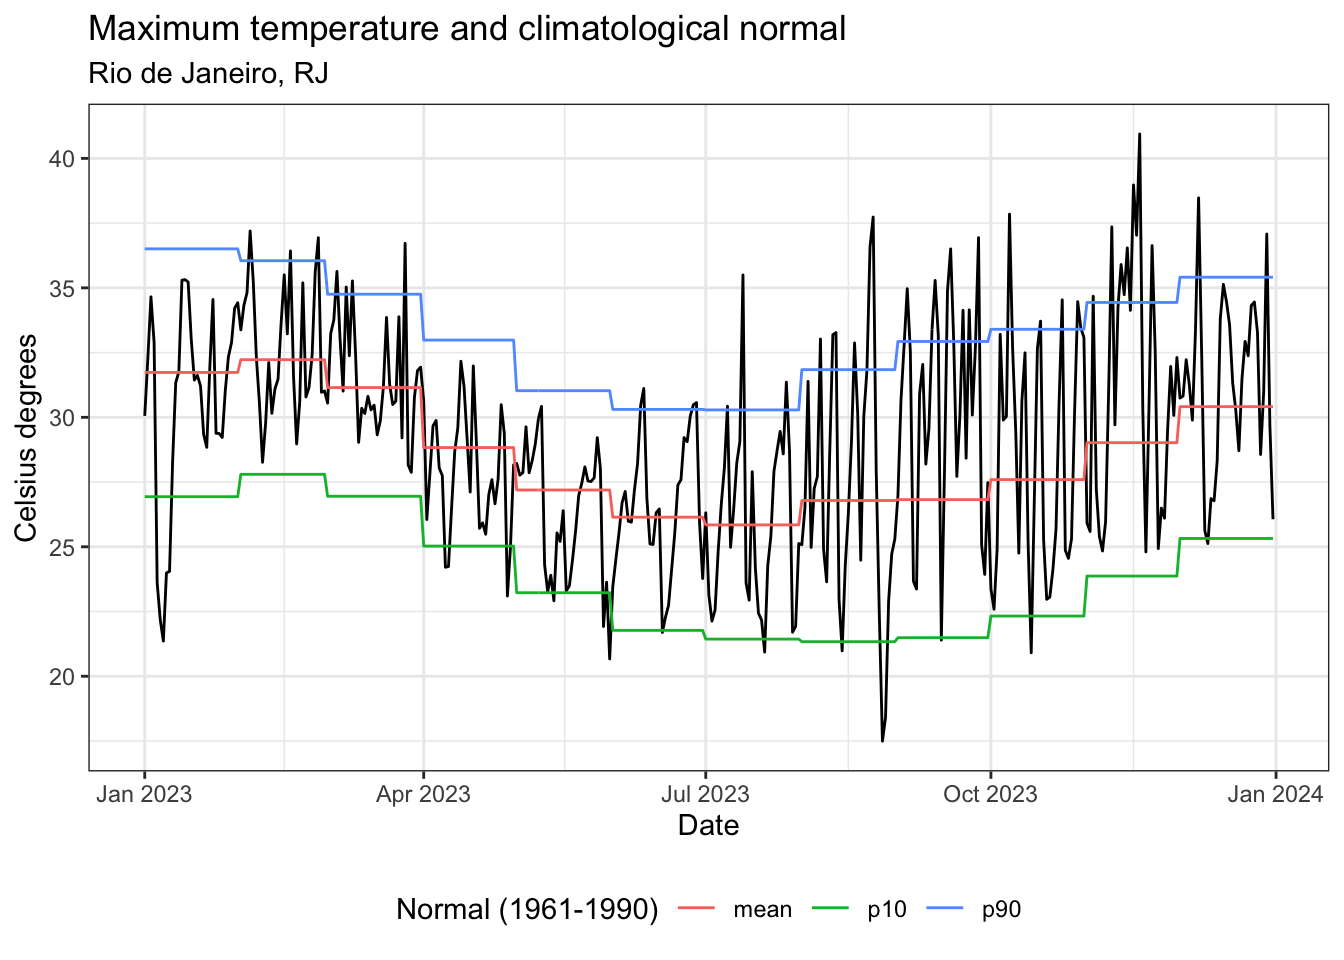 Maximum temperature and climatological normal
Rio de Janeiro, RJ
Celsius degrees
40
35
30
25
20
Jan 2023 Apr 2023 Jul 2023 Oct 2023 Jan 2024
Date
Normal (1961-1990) mean p10 p90